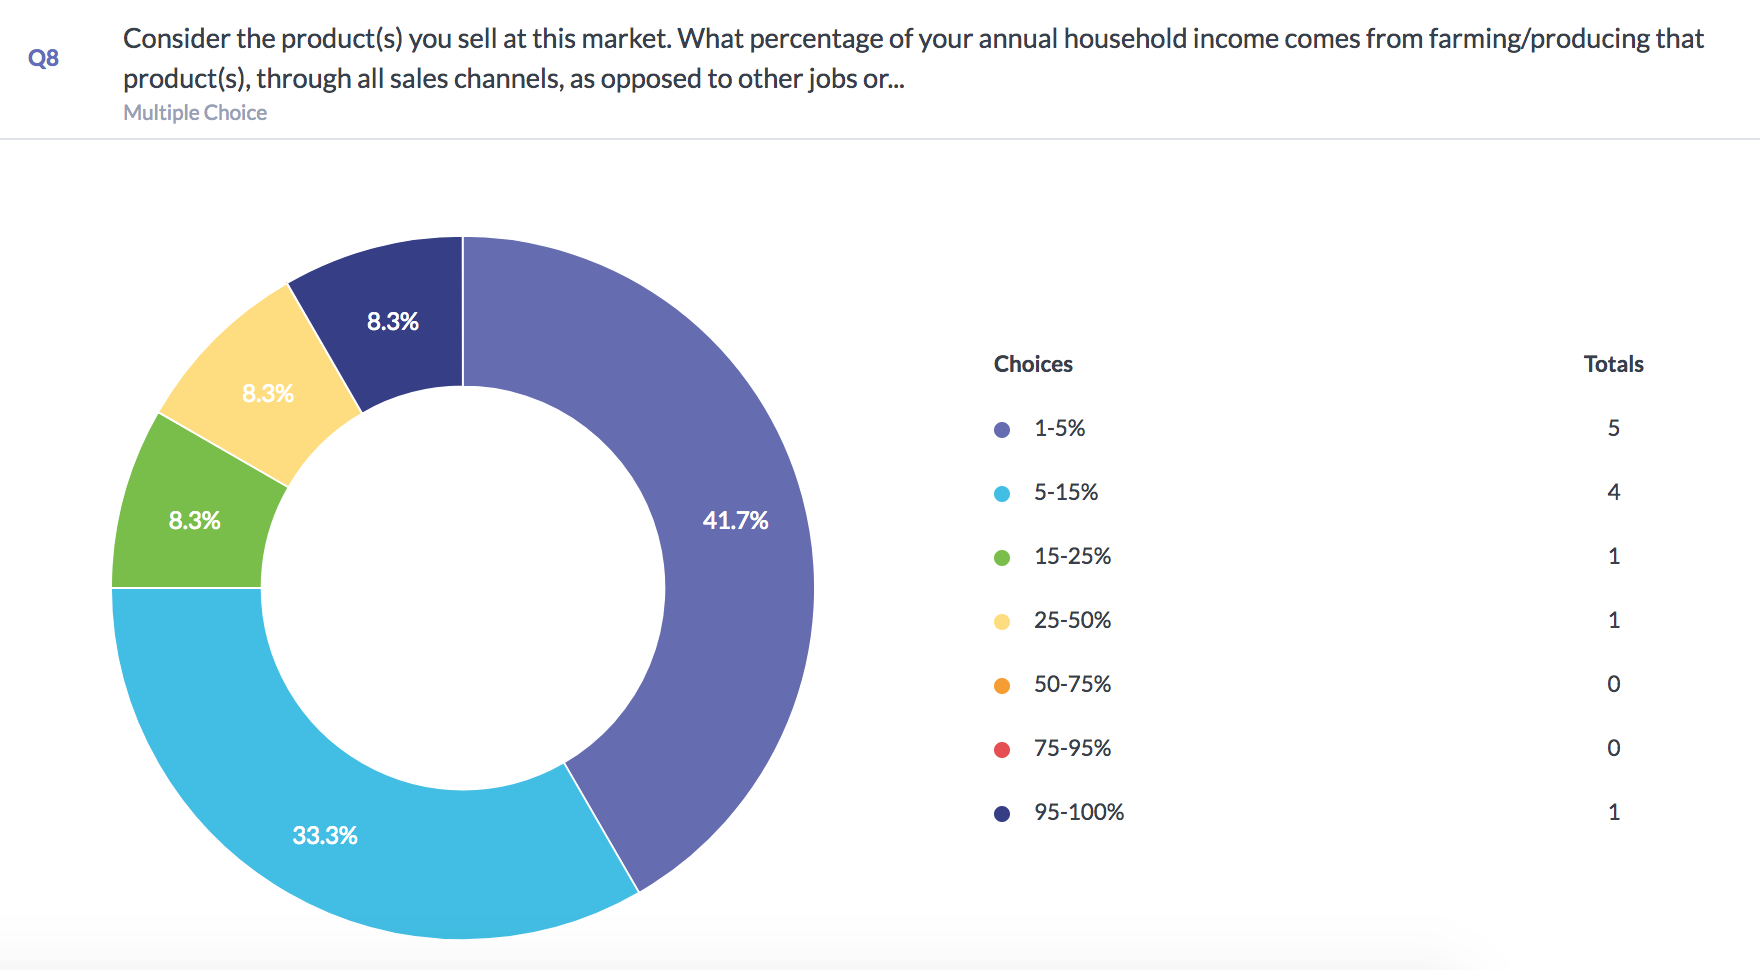 Q8
Consider the product(s) you sell at this market. What percentage of your annual household income comes from farming/producing that
product(s), through all sales channels, as opposed to other jobs or...
Multiple Choice
8.3%
8.3%
8.3%
41.7%
33.3%
Choices Totals
1-5% 5
5-15% 4
15-25% 1
25-50% 1
50-75% 0
75-95% 0
95-100% 1